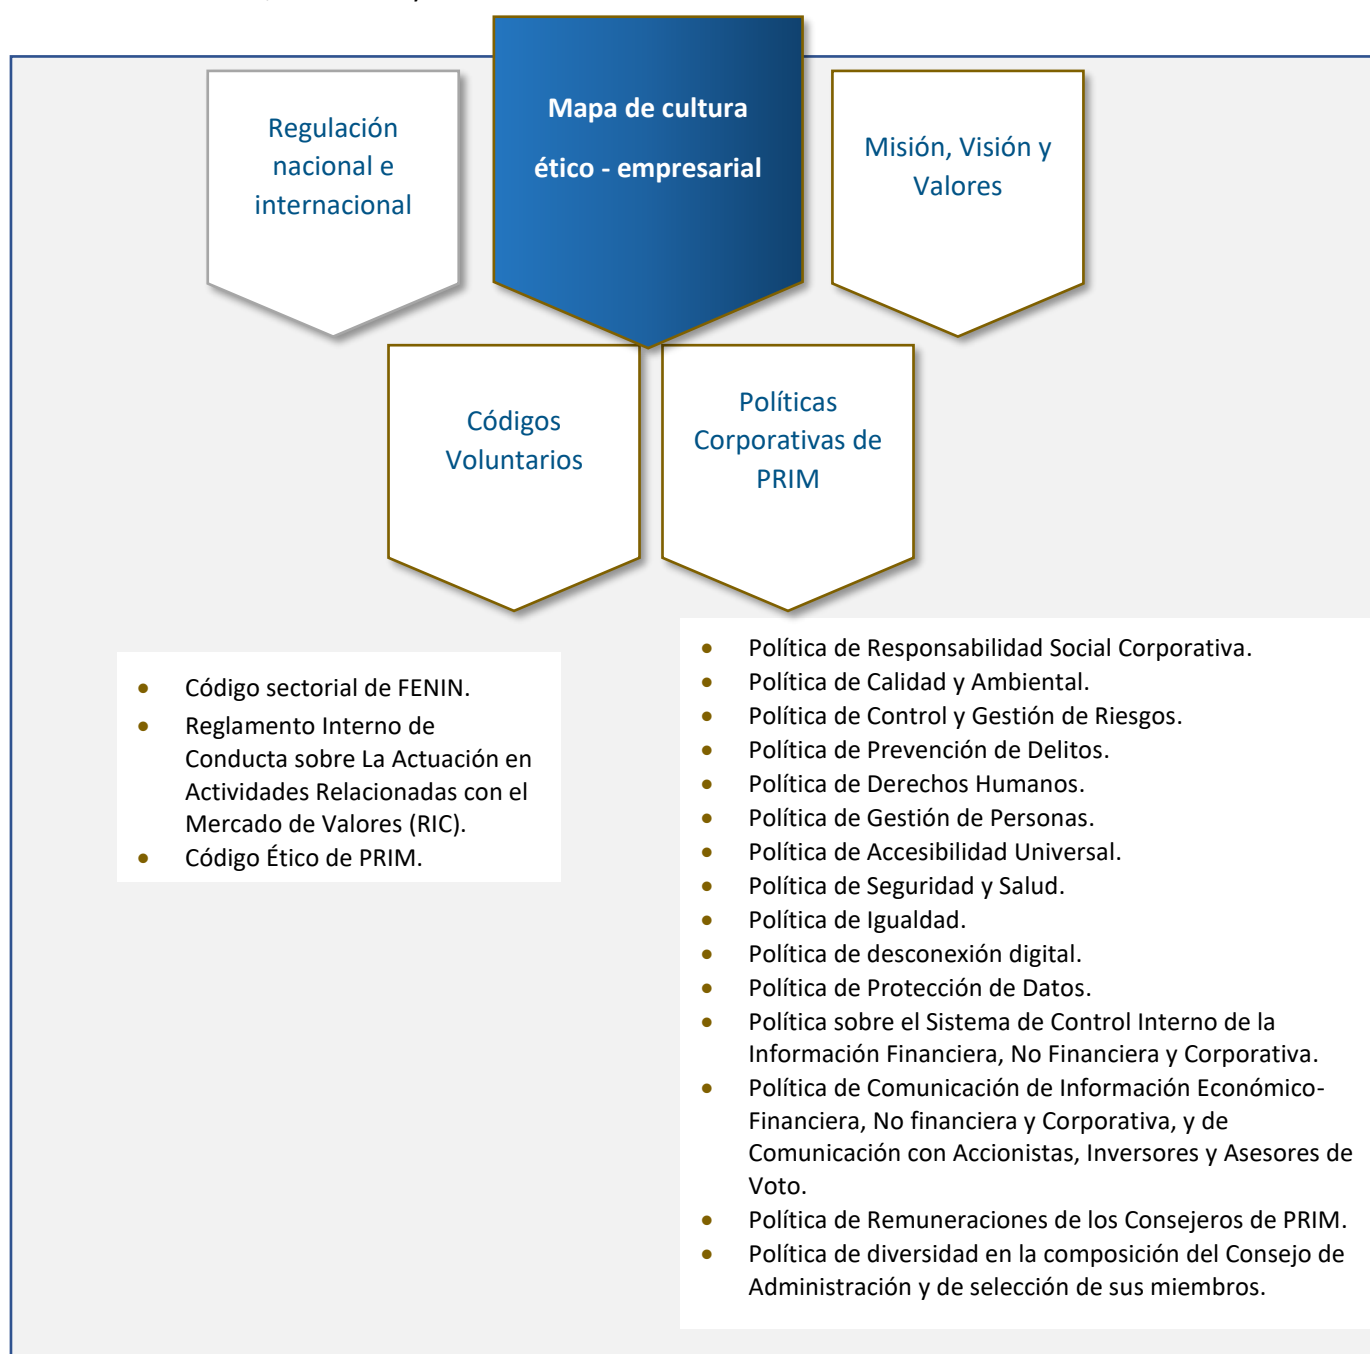 Regulación
nacional e
internacional
Mapa de cultura
ético - empresarial
Misión, Visión y
Valores
Códigos
Voluntarios
Políticas
Corporativas de
PRIM
• Código sectorial de FENIN.
• Reglamento Interno de
Conducta sobre La Actuación en
Actividades Relacionadas con el
Mercado de Valores (RIC).
• Código Ético de PRIM.
• Política de Responsabilidad Social Corporativa.
• Política de Calidad y Ambiental.
• Política de Control y Gestión de Riesgos.
• Política de Prevención de Delitos.
• Política de Derechos Humanos.
• Política de Gestión de Personas.
• Política de Accesibilidad Universal.
• Política de Seguridad y Salud.
• Política de Igualdad.
• Política de desconexión digital.
• Política de Protección de Datos.
• Política sobre el Sistema de Control Interno de la
Información Financiera, No Financiera y Corporativa.
• Política de Comunicación de Información Económico-
Financiera, No financiera y Corporativa, y de
Comunicación con Accionistas, Inversores y Asesores de
Voto.
• Política de Remuneraciones de los Consejeros de PRIM.
• Política de diversidad en la composición del Consejo de
Administración y de selección de sus miembros.